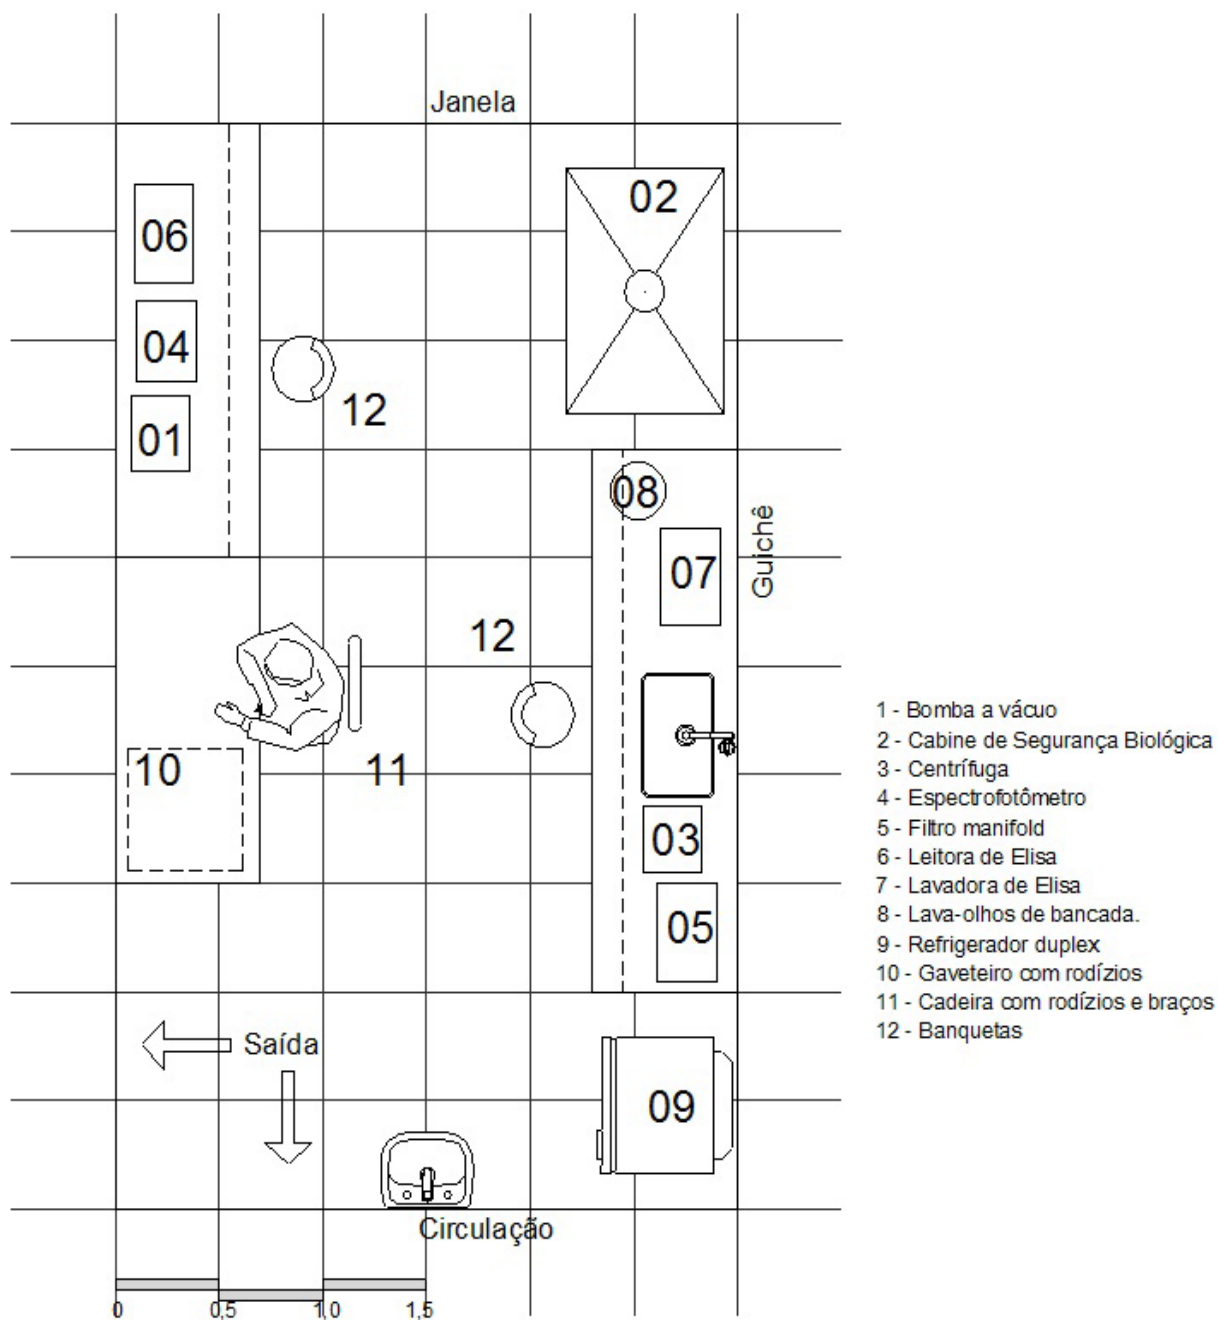 Janela
02
06
04
12
01
08
Guichê
07
12
10
11
03
05
Saída
09
Circulação
0
0,5
1,0
1,5
1 - Bomba a vácuo
2 - Cabine de Segurança Biológica
3 - Centrífuga
4 - Espectrofotômetro
5 - Filtro manifold
6 - Leitora de Elisa
7 - Lavadora de Elisa
8 - Lava-olhos de bancada.
9 - Refrigerador duplex
10 - Gaveteiro com rodízios
11 - Cadeira com rodízios e braços
12 - Banquetas